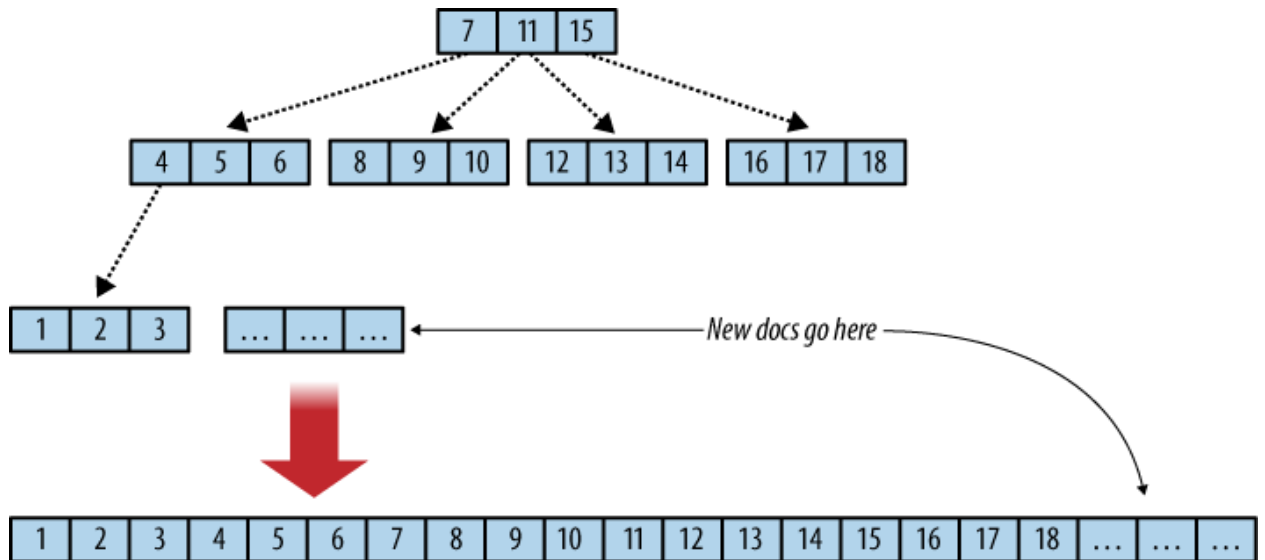 7 11 15
4 5 6 8 9 10 12 13 14 16 17 18
1 2 3 ... ... ... New docs go here
1 2 3 4 5 6 7 8 9 10 11 12 13 14 15 16 17 18 ... ... ...